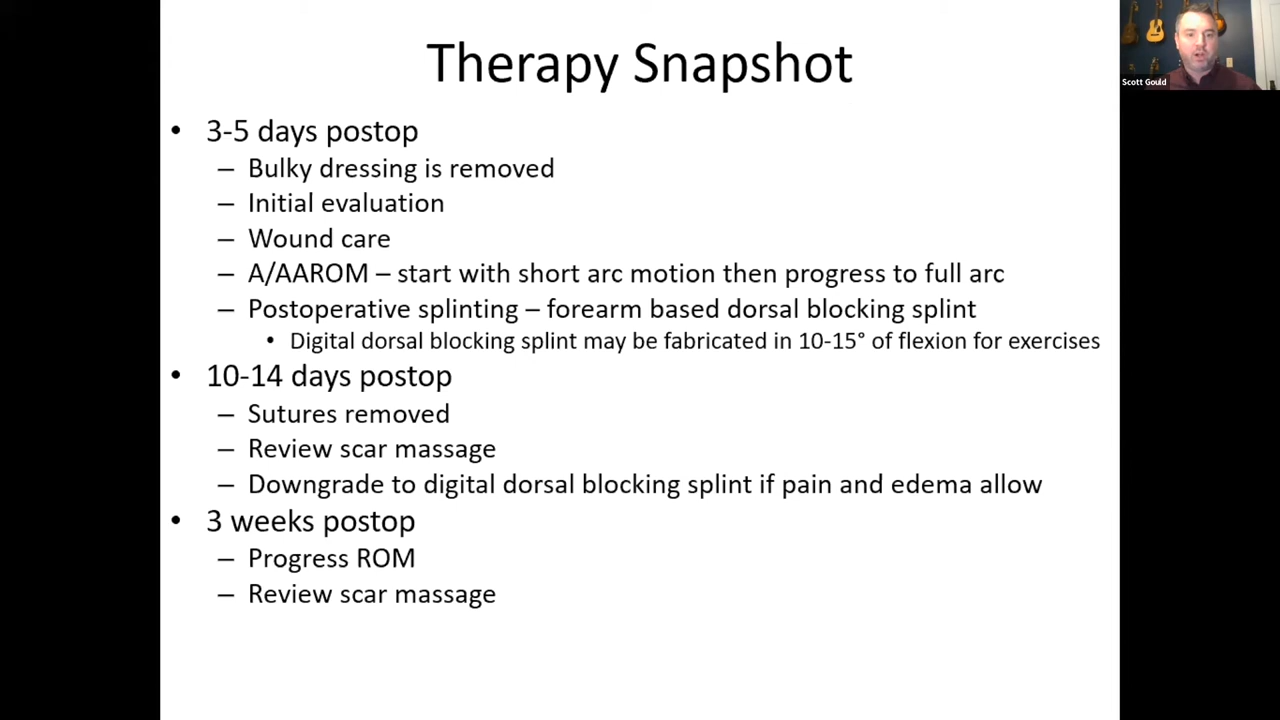 Therapy Snapshot
• 3-5 days postop
– Bulky dressing is removed
– Initial evaluation
– Wound care
– A/AAROM – start with short arc motion then progress to full arc
– Postoperative splinting – forearm based dorsal blocking splint
• Digital dorsal blocking splint may be fabricated in 10-15° of flexion for exercises
• 10-14 days postop
– Sutures removed
– Review scar massage
– Downgrade to digital dorsal blocking splint if pain and edema allow
• 3 weeks postop
– Progress ROM
– Review scar massage
Scott Gould